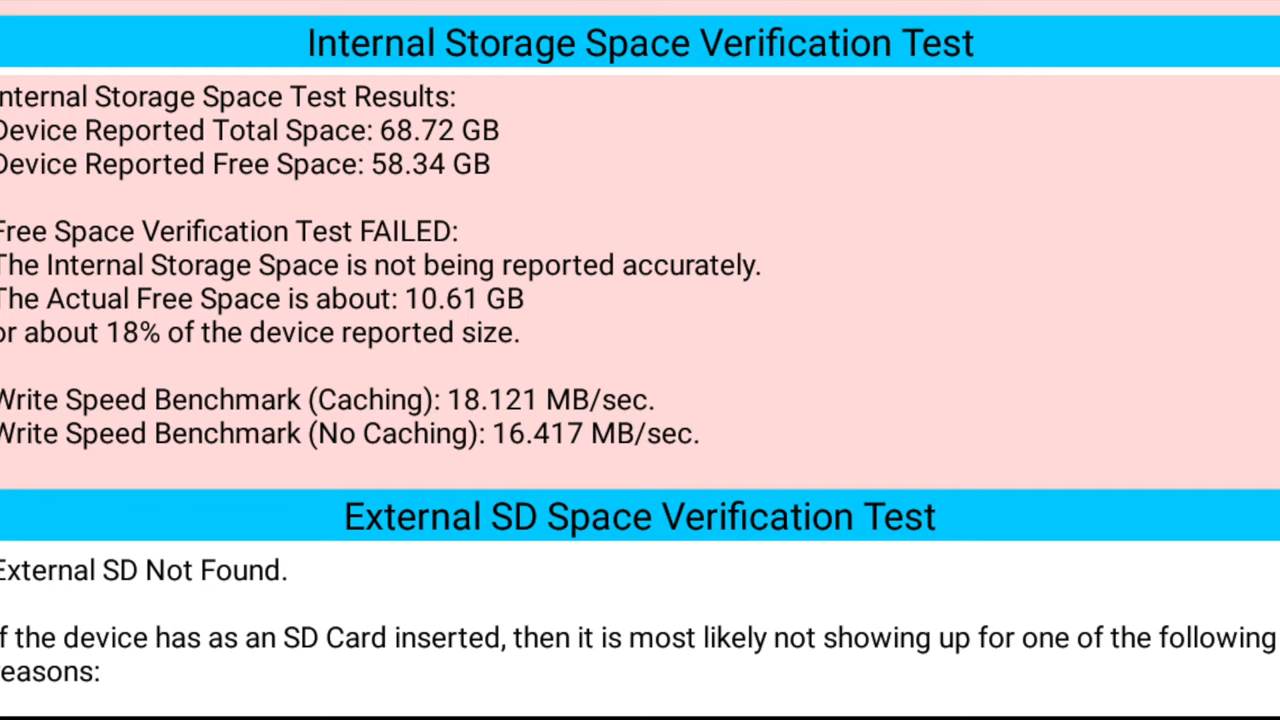 Internal Storage Space Verification Test
nternal Storage Space Test Results:
Device Reported Total Space: 68.72 GB
Device Reported Free Space: 58.34 GB
Free Space Verification Test FAILED:
The Internal Storage Space is not being reported accurately.
The Actual Free Space is about: 10.61 GB
or about 18% of the device reported size.
Write Speed Benchmark (Caching): 18.121 MB/sec.
Write Speed Benchmark (No Caching): 16.417 MB/sec.
External SD Space Verification Test
External SD Not Found.
f the device has as an SD Card inserted, then it is most likely not showing up for one of the following
reasons: